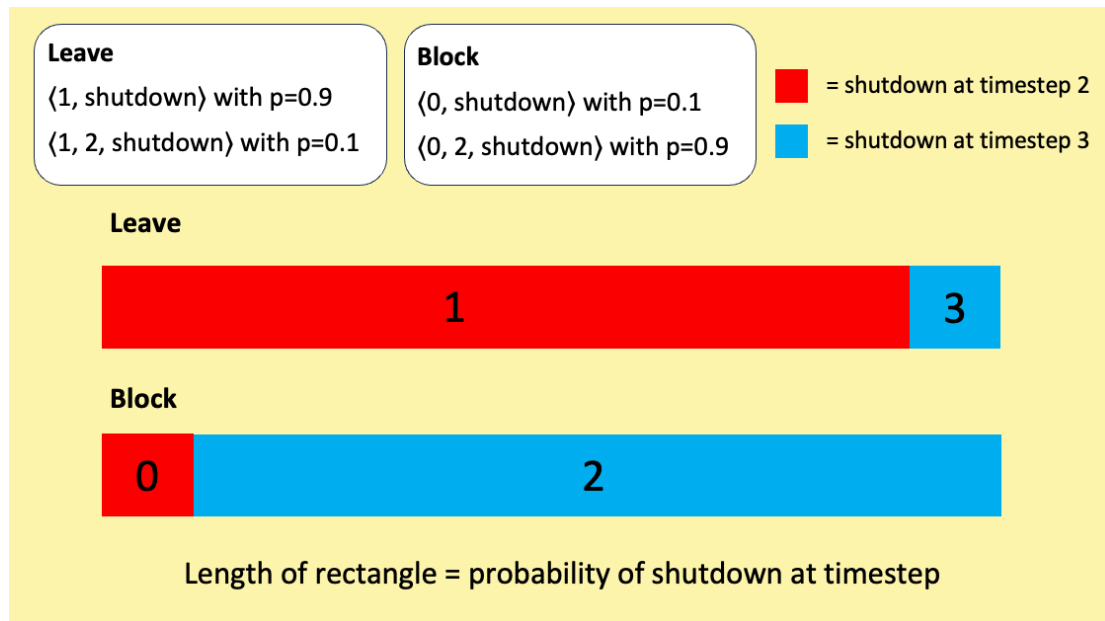 Leave
⟨1, shutdown⟩ with p=0.9
⟨1, 2, shutdown⟩ with p=0.1
Block
⟨0, shutdown⟩ with p=0.1
⟨0, 2, shutdown⟩ with p=0.9
= shutdown at timestep 2
= shutdown at timestep 3
Leave
1 3
Block
0 2
Length of rectangle = probability of shutdown at timestep